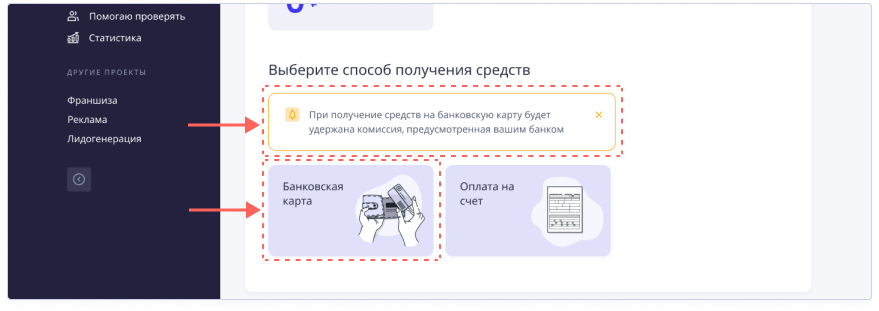 Помогаю проверять
Статистика
ДРУГИЕ ПРОЕКТЫ
Франшиза
Реклама
Лидогенерация
Выберите способ получения средств
При получение средств на банковскую карту будет
удержана комиссия, предусмотренная вашим банком
Банковская
карта
Оплата на
счет